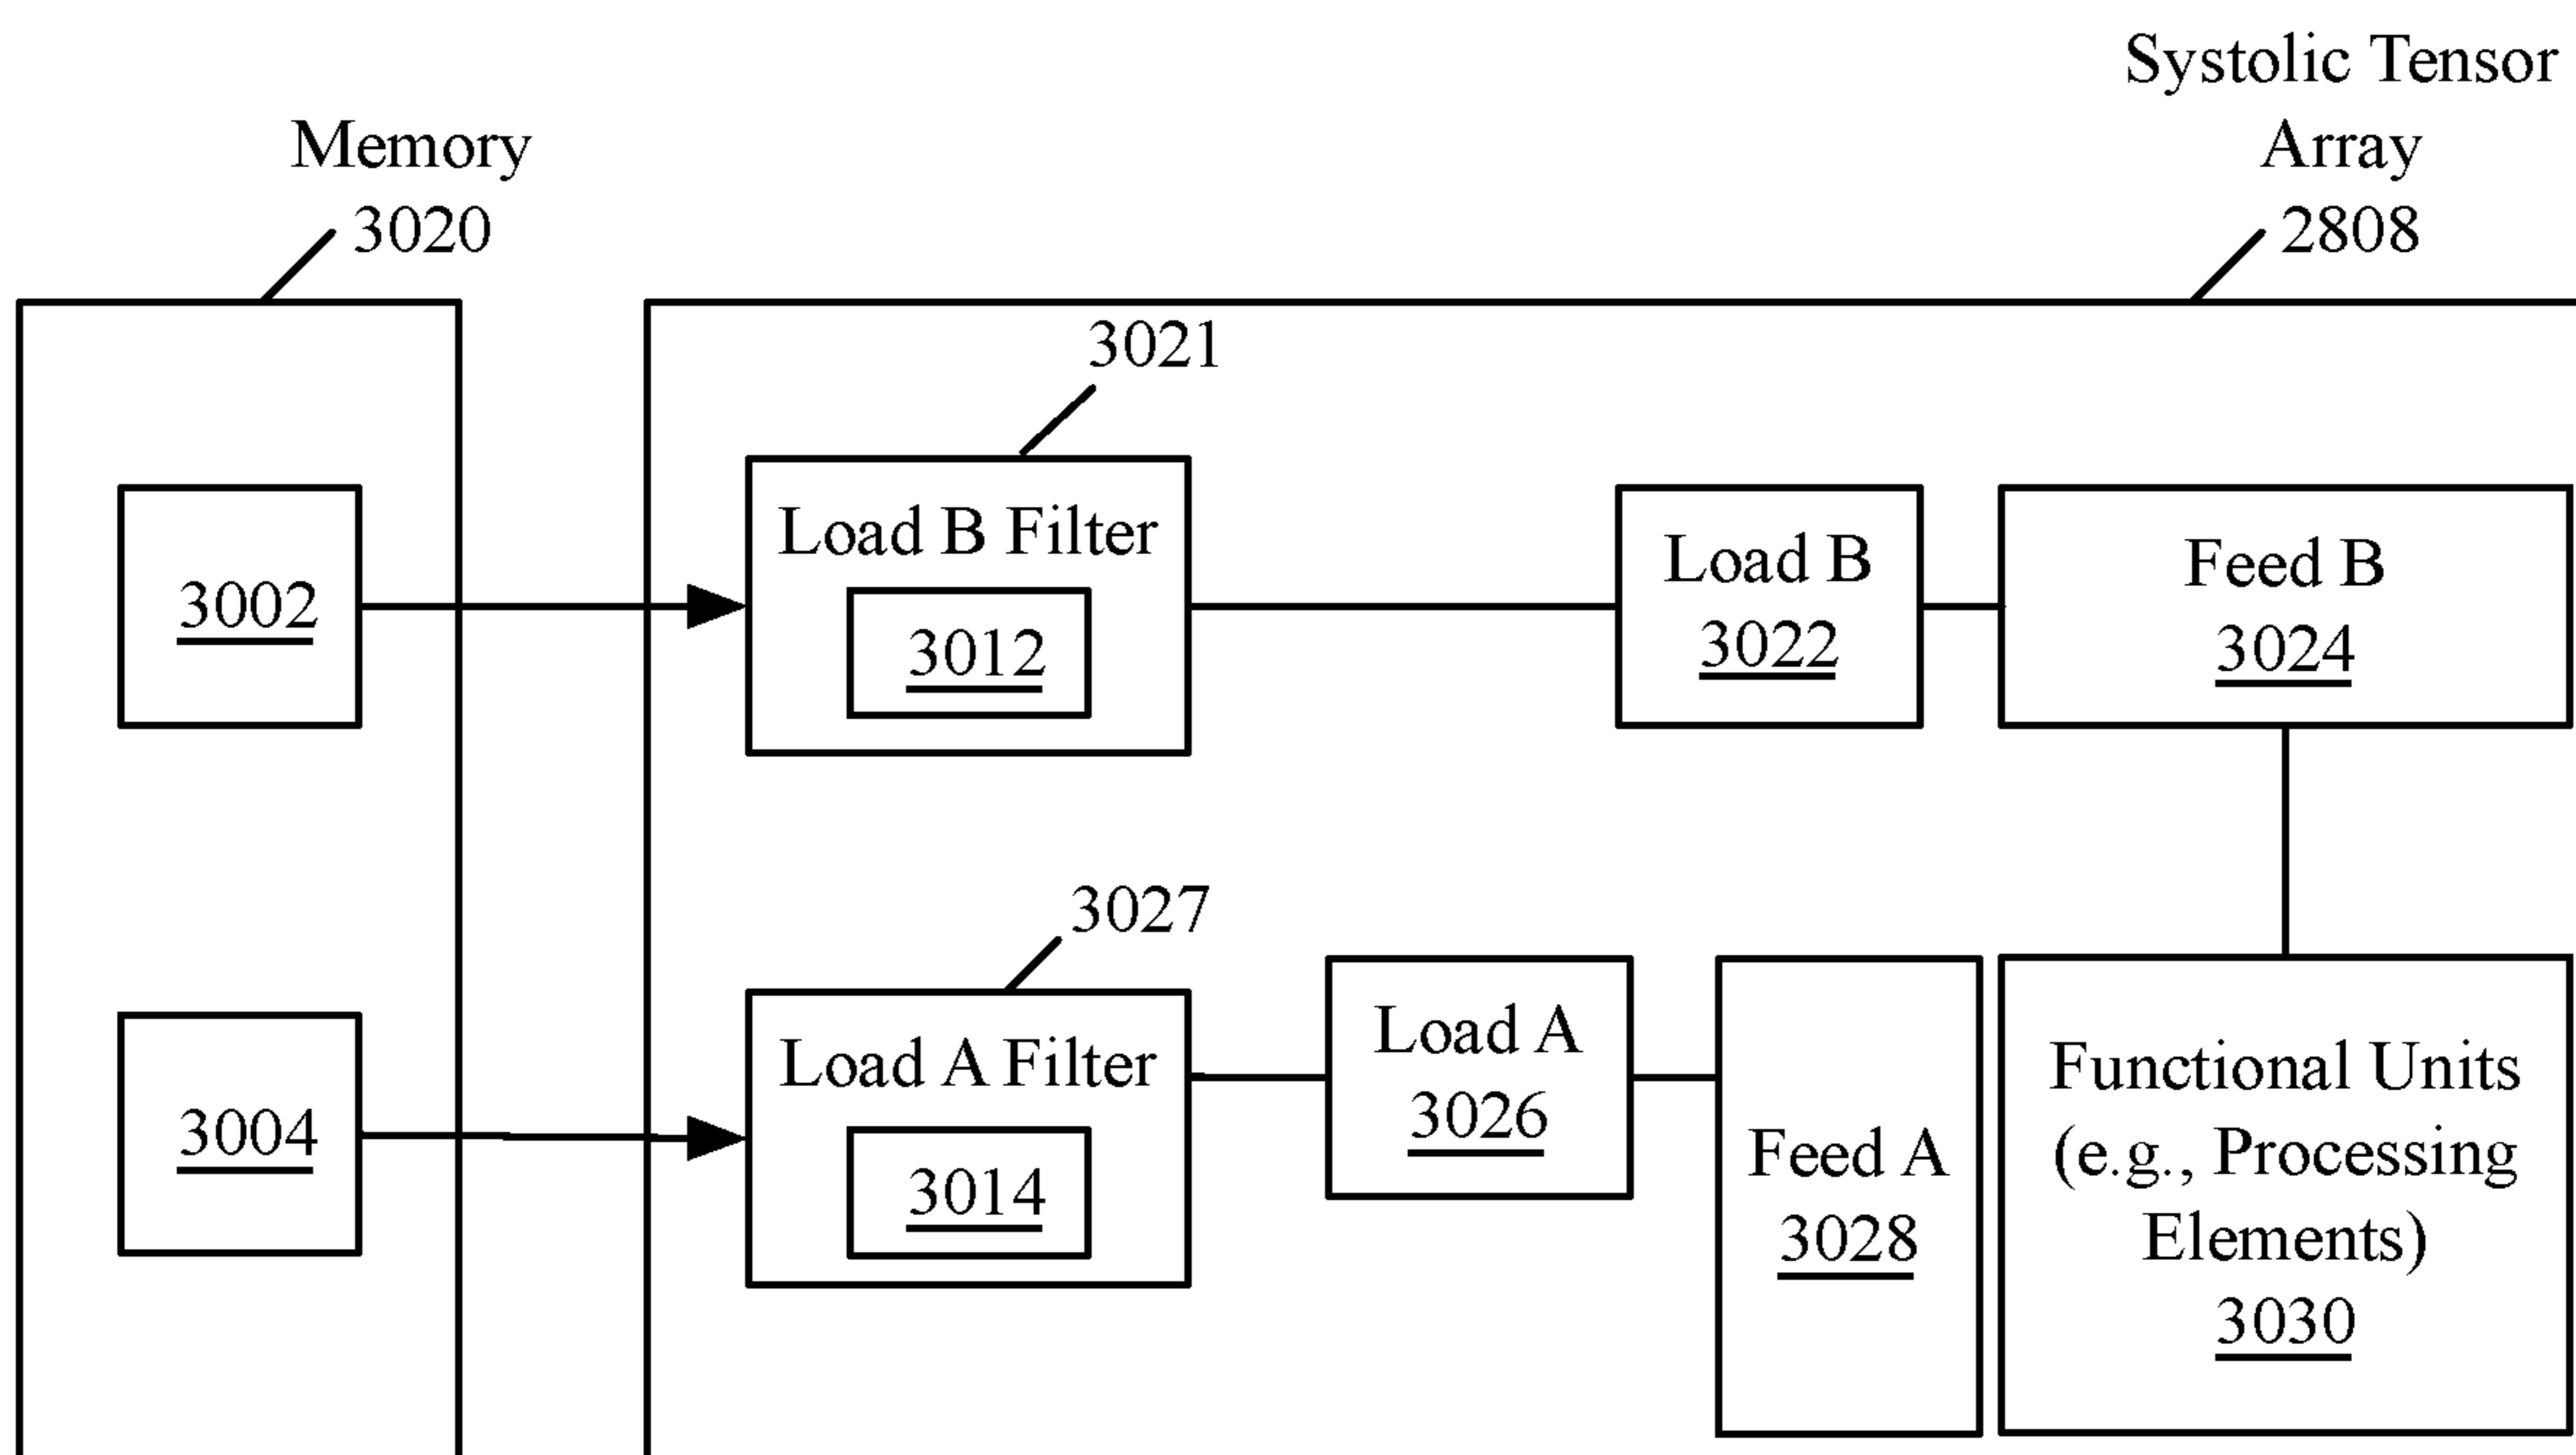 Systolic Tensor
Array
2808
Memory
3020
3021
Load B Filter
3012
3002
Load B
3022
Feed B
3024
3027
Load A Filter
3014
3004
Load A
3026
Feed A
3028
Functional Units
(e.g., Processing
Elements)
3030